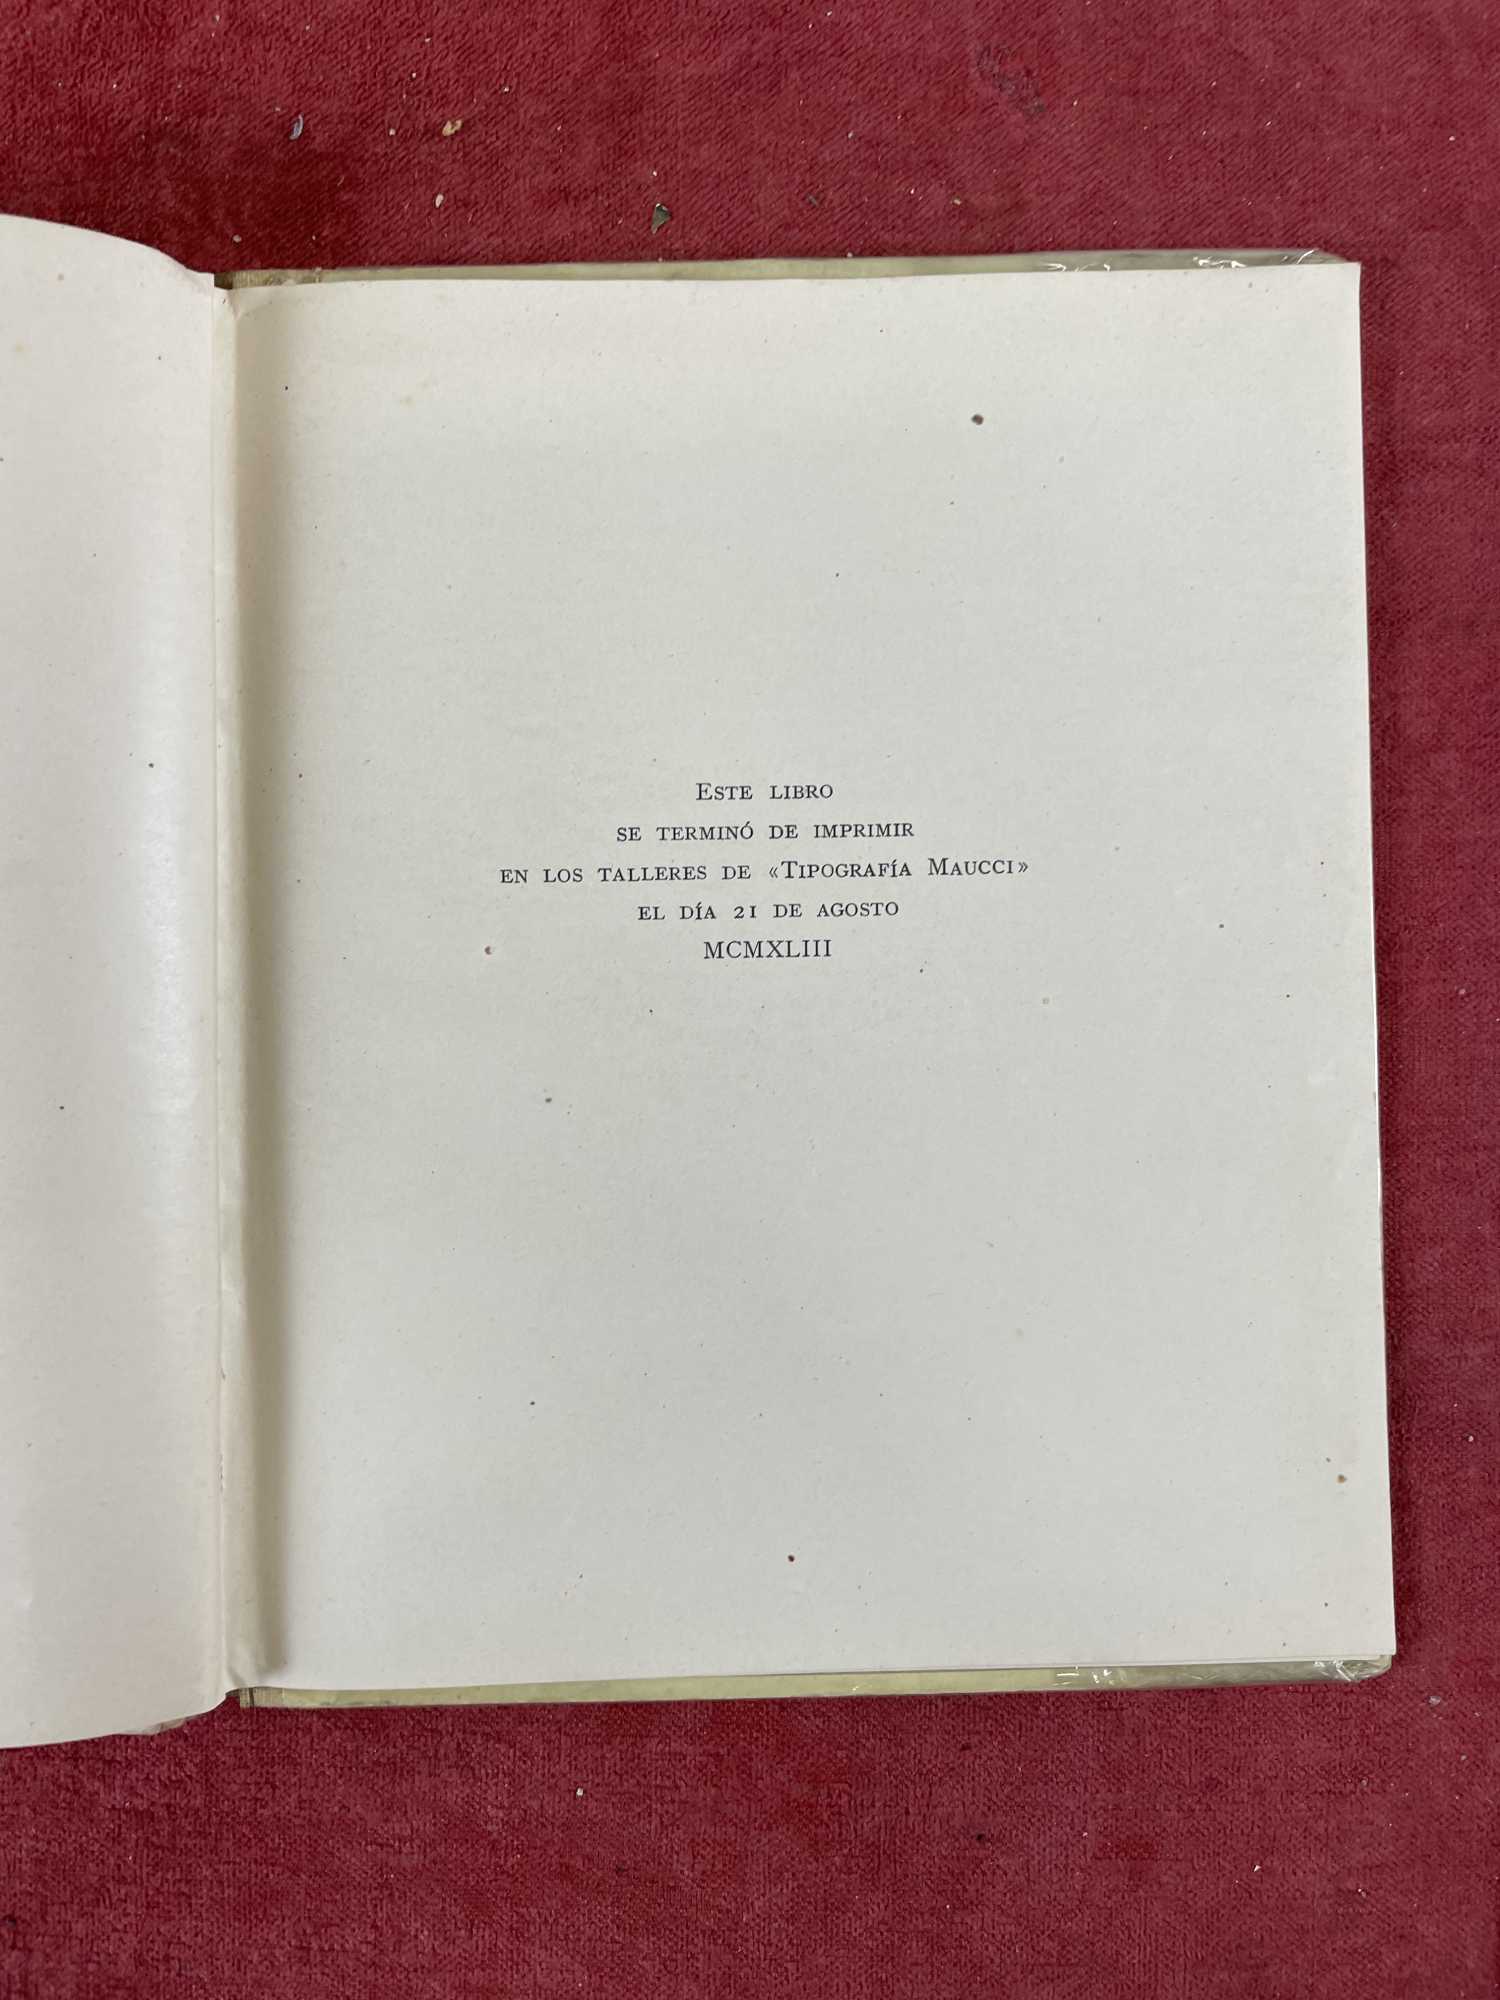 Este libro
se terminó de imprimir
en los talleres de «Tipografía Maucci»
el día 21 de agosto
MCMXLIII